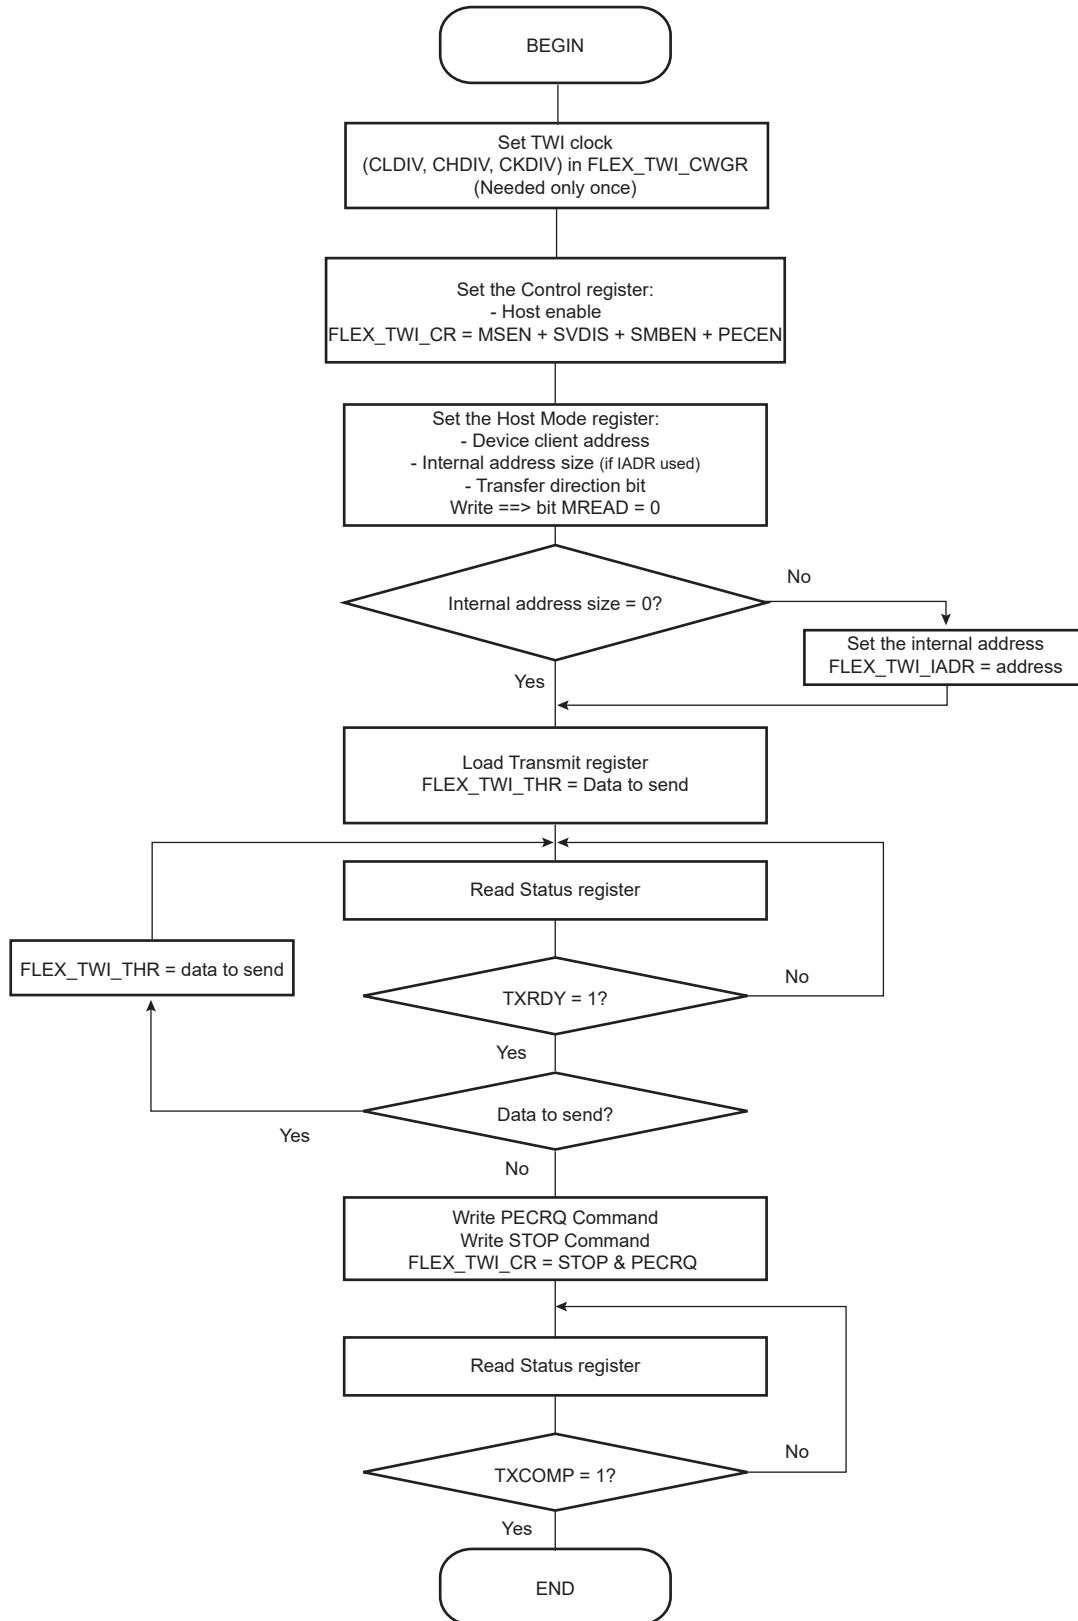 BEGIN
Set TWI clock
(CLDIV, CHDIV, CKDIV) in FLEX_TWI_CWGR
(Needed only once)
Set the Control register:
- Host enable
FLEX_TWI_CR = MSEN + SVDIS + SMBEN + PECEN
Set the Host Mode register:
- Device client address
- Internal address size (if IADR used)
- Transfer direction bit
Write ==> bit MREAD = 0
No
Internal address size = 0?
Set the internal address
FLEX_TWI_IADR = address
Yes
Load Transmit register
FLEX_TWI_THR = Data to send
Read Status register
FLEX_TWI_THR = data to send
No
TXRDY = 1?
Yes
Data to send?
Yes
No
Write PECRQ Command
Write STOP Command
FLEX_TWI_CR = STOP & PECRQ
Read Status register
No
TXCOMP = 1?
Yes
END